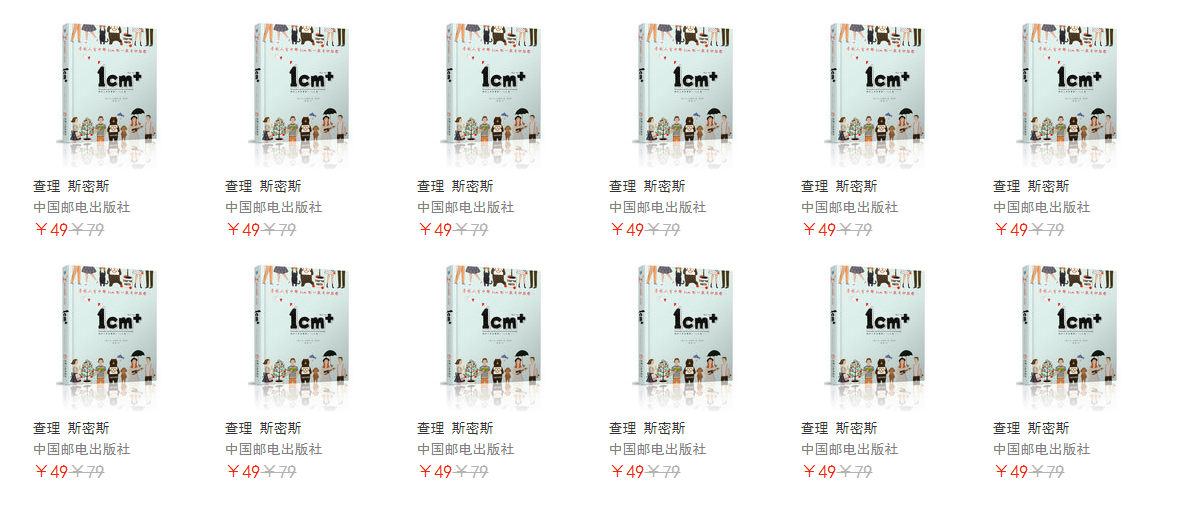 1cm+
1cm+
1cm+
1cm+
1cm+
1cm+
查理 斯密斯
查理 斯密斯
查理 斯密斯
查理 斯密斯
查理 斯密斯
查理 斯密斯
中国邮电出版社
中国邮电出版社
中国邮电出版社
中国邮电出版社
中国邮电出版社
中国邮电出版社
¥49¥79
¥49¥79
¥49¥79
¥49¥79
¥49¥79
¥49¥79
1cm+
1cm+
1cm+
1cm+
1cm+
1cm+
查理 斯密斯
查理 斯密斯
查理 斯密斯
查理 斯密斯
查理 斯密斯
查理 斯密斯
中国邮电出版社
中国邮电出版社
中国邮电出版社
中国邮电出版社
中国邮电出版社
中国邮电出版社
¥49¥79
¥49¥79
¥49¥79
¥49¥79
¥49¥79
¥49¥79